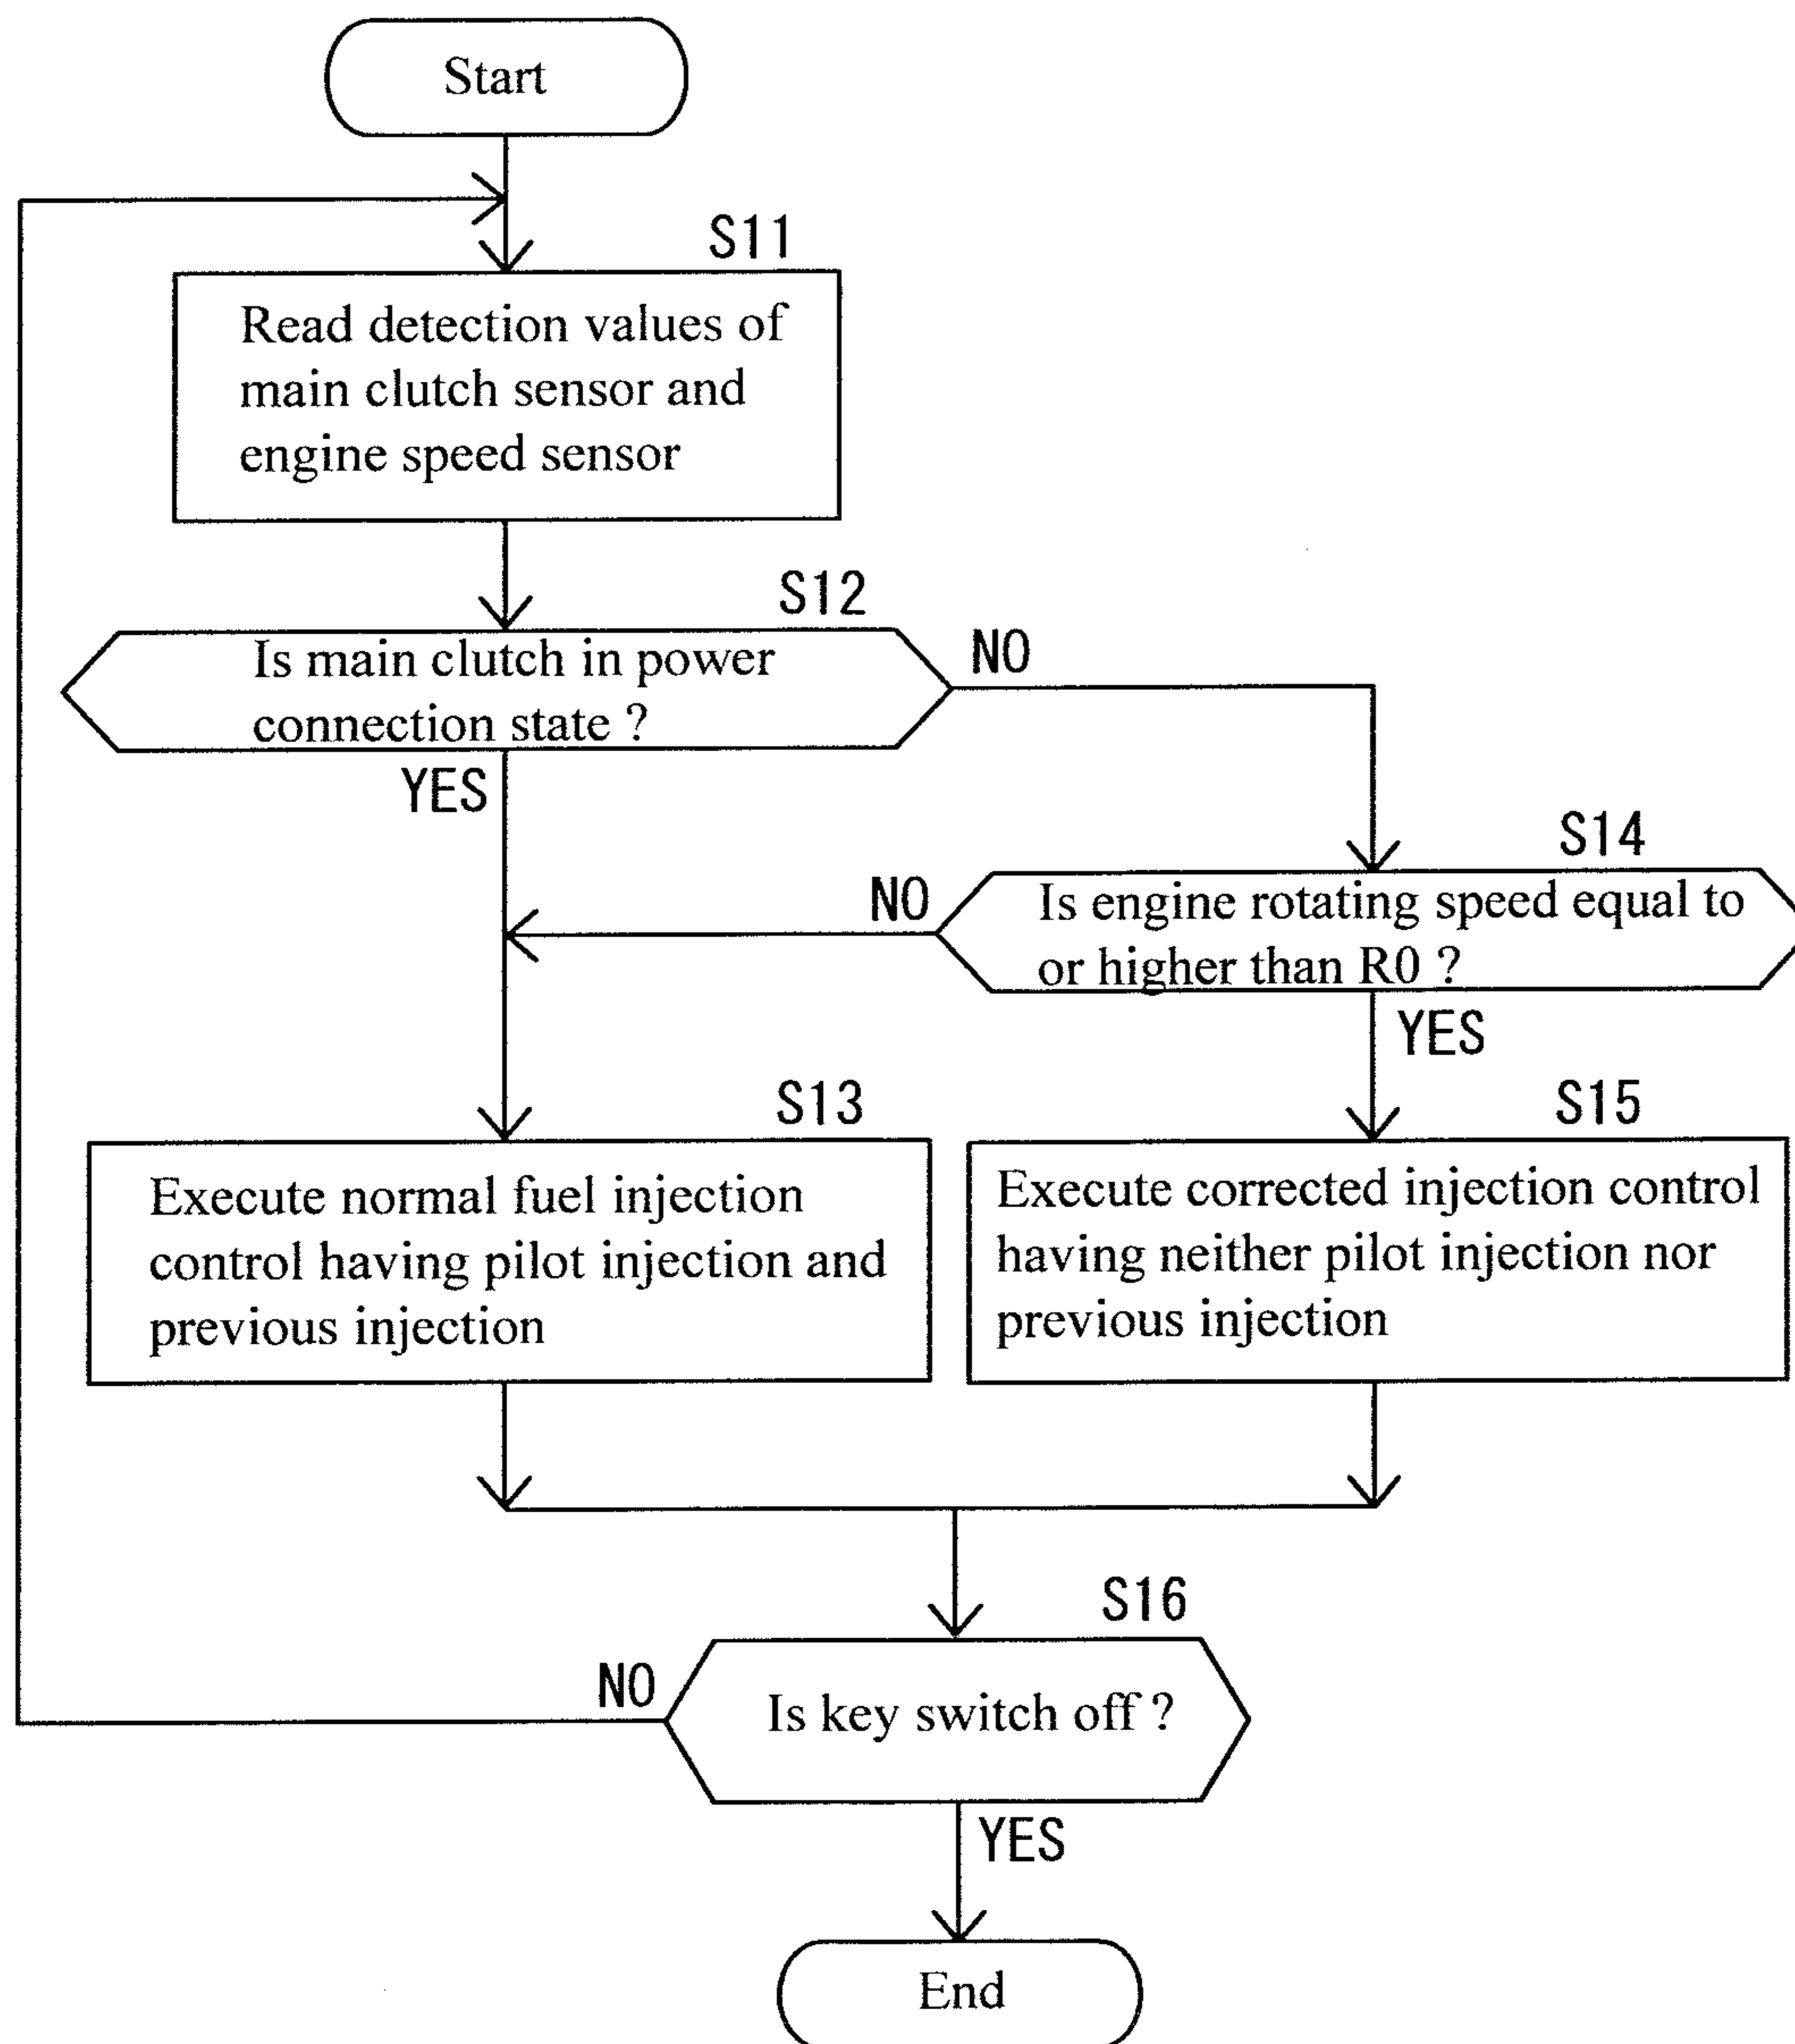 Start
S11
Read detection values of
main clutch sensor and
engine speed sensor
S12
Is main clutch in power
connection state ?
NO
YES
S14
Is engine rotating speed equal to
or higher than R0 ?
NO
YES
S13
Execute normal fuel injection
control having pilot injection and
previous injection
S15
Execute corrected injection control
having neither pilot injection nor
previous injection
S16
Is key switch off ?
NO
YES
End